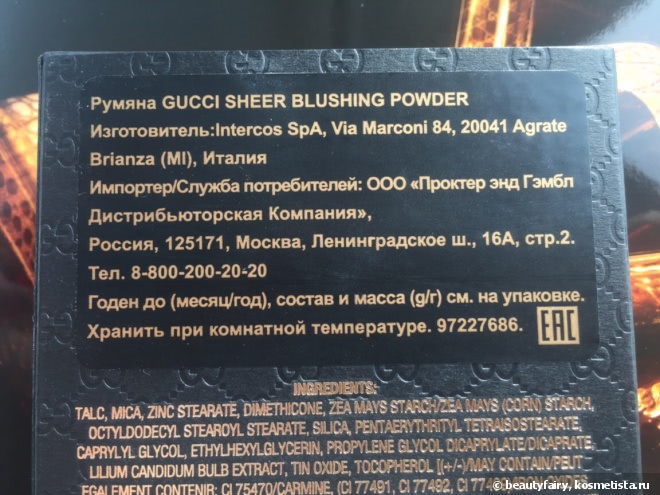 Румяна GUCCI SHEER BLUSHING POWDER
Изготовитель:Intercos SpA, Via Marconi 84, 20041 Agrate
Brianza (MI), Италия
Импортер/Служба потребителей: ООО «Проктер энд Гэмбл
Дистрибьюторская Компания»,
Россия, 125171, Москва, Ленинградское ш., 16А, стр.2.
Тел. 8-800-200-20-20
Годен до (месяц/год), состав и масса (g/г) см. на упаковке.
Хранить при комнатной температуре. 97227686. EAC
INGREDIENTS:
TALC, MICA, ZINC STEARATE, DIMETHICONE, ZEA MAYS STARCH/ZEA MAYS (CORN) STARCH,
OCTYLDODECYL STEAROYL STEARATE, SILICA, PENTAERYTHRITYL TETRAISOSTEARATE,
CAPRYLYL GLYCOL, ETHYLHEXYLGLYCERIN, PROPYLENE GLYCOL DICAPRYLATE/DICAPRATE,
LILIUM CANDIDUM BULB EXTRACT, TIN OXIDE, TOCOPHEROL [(+/-)/MAY CONTAIN/PEUT
EGALEMENT CONTENIR: CI 75470/CARMINE, (CI 77491, CI 77492, CI 77
© beautyfairy, kosmetista.ru